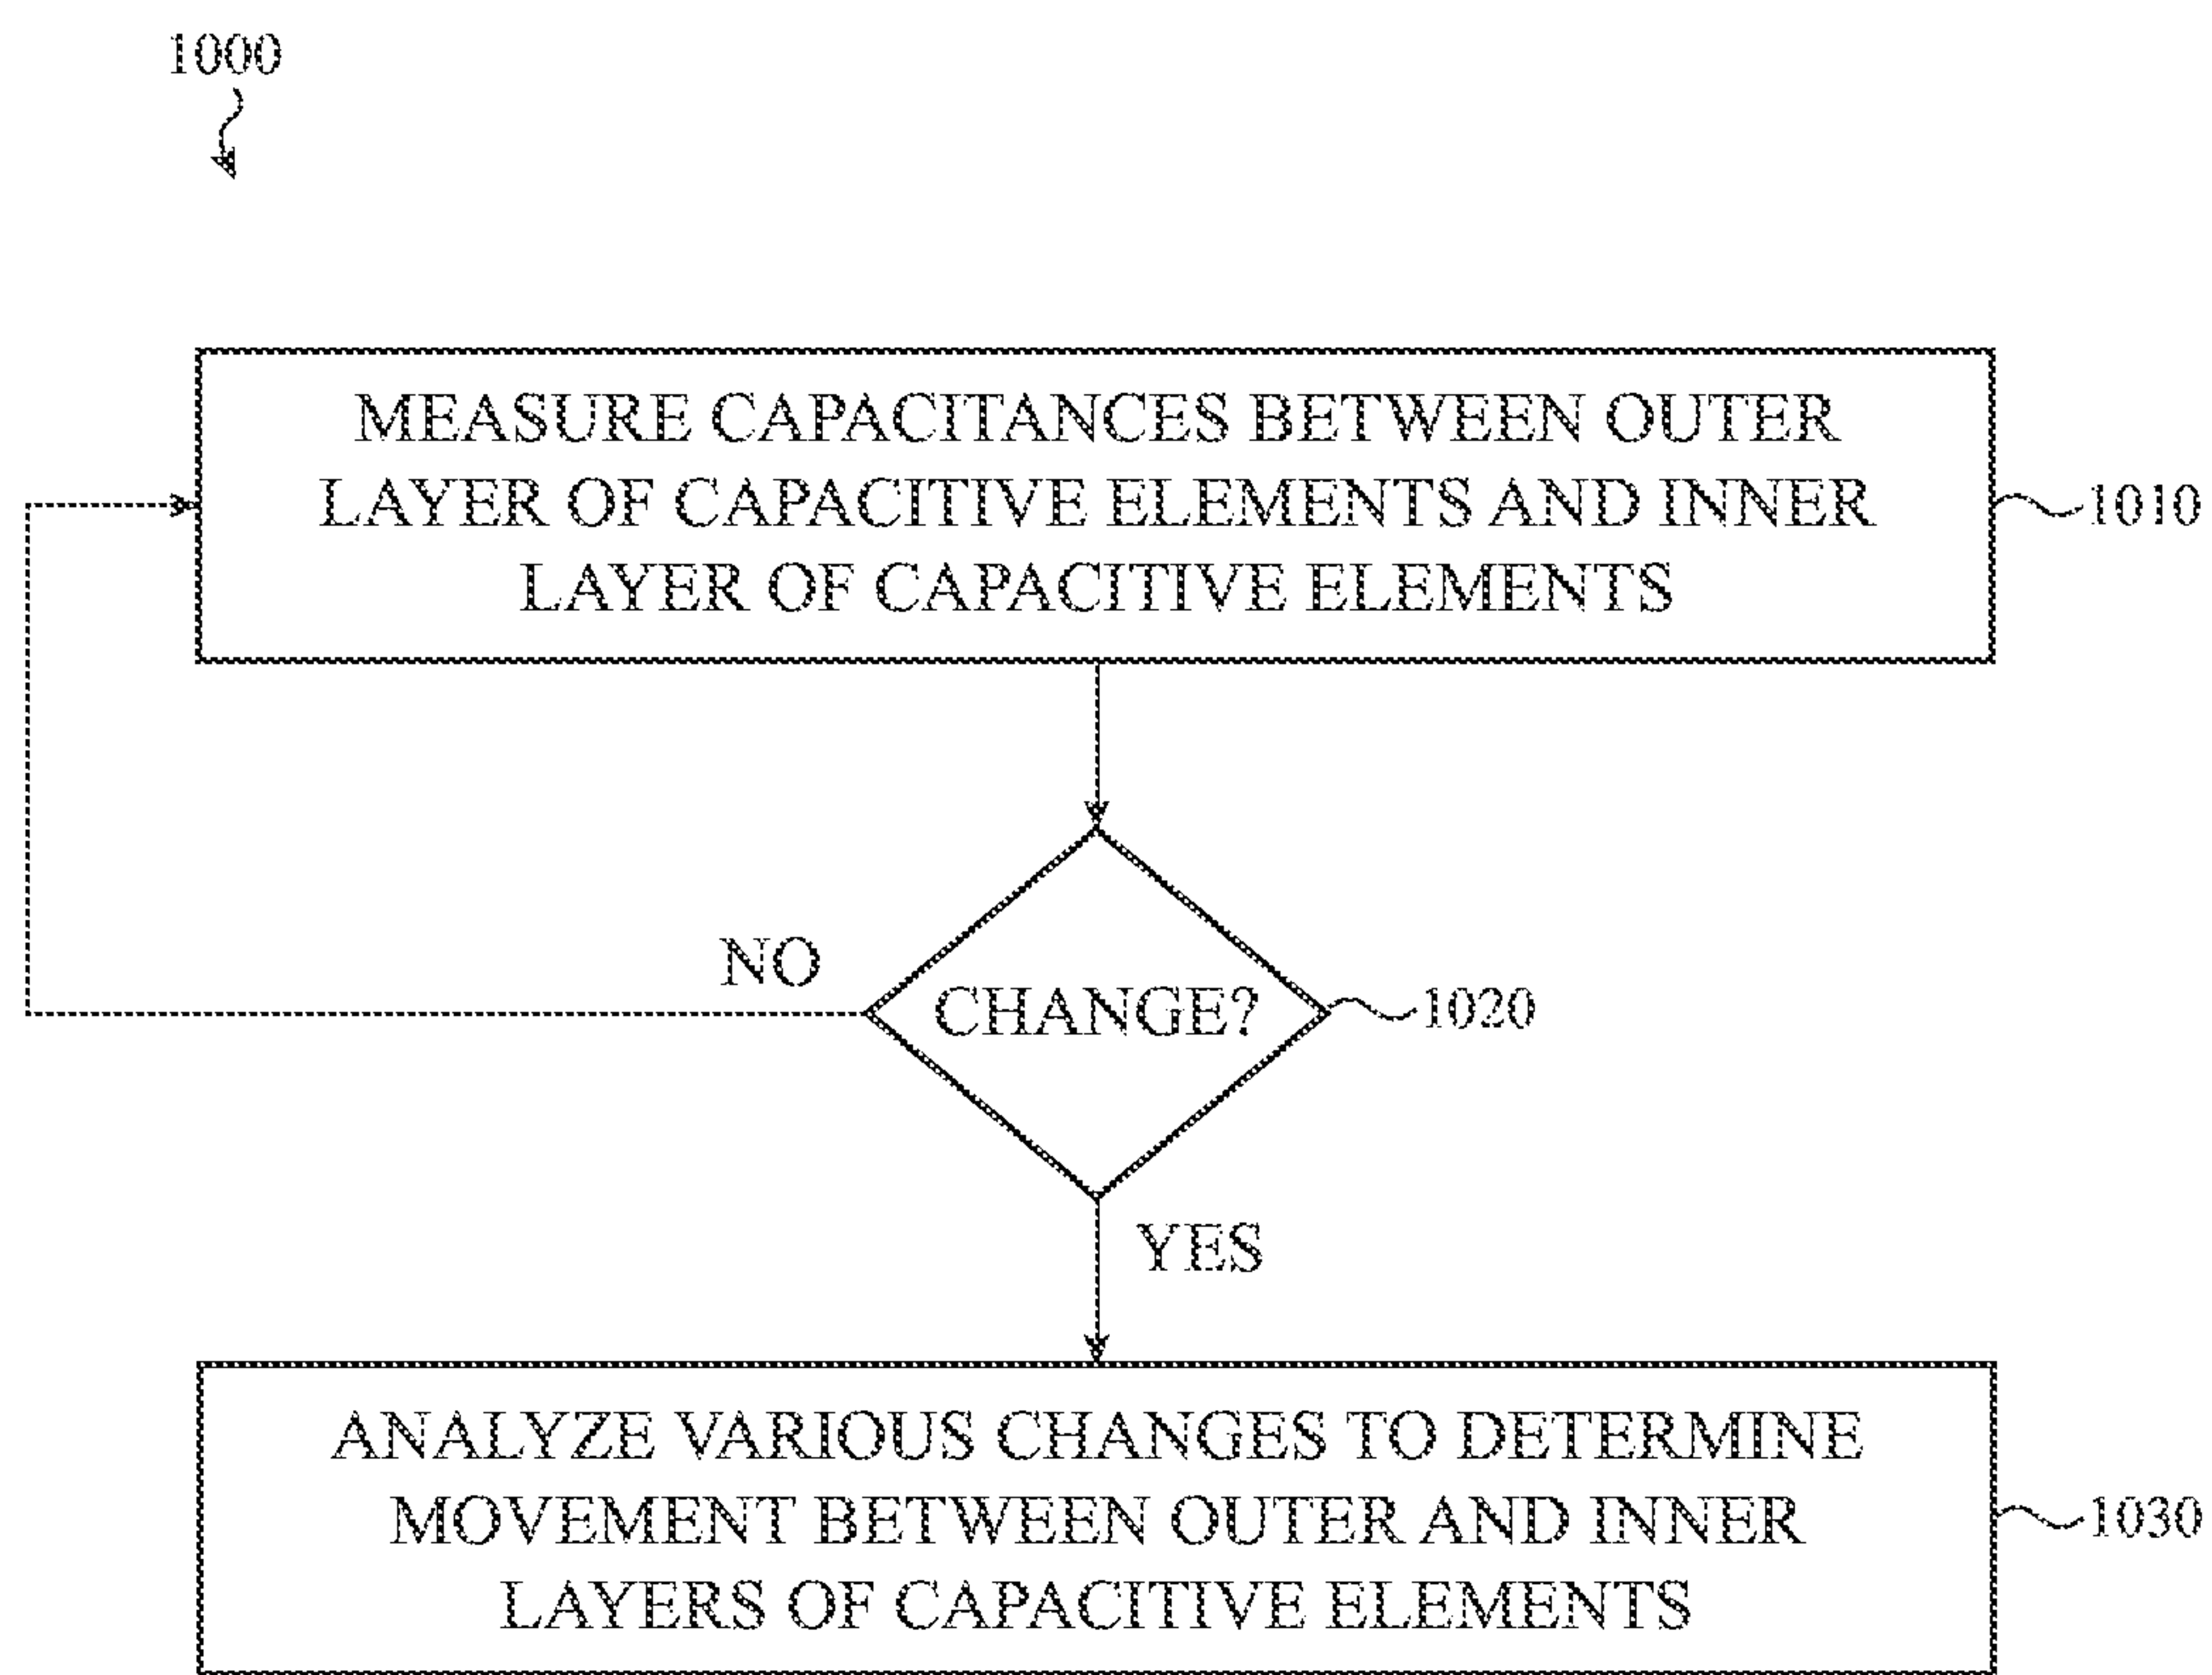 1000
MEASURE CAPACITANCES BETWEEN OUTER
LAYER OF CAPACITIVE ELEMENTS AND INNER
LAYER OF CAPACITIVE ELEMENTS
1010
NO
CHANGE?
1020
YES
ANALYZE VARIOUS CHANGES TO DETERMINE
MOVEMENT BETWEEN OUTER AND INNER
LAYERS OF CAPACITIVE ELEMENTS
1030